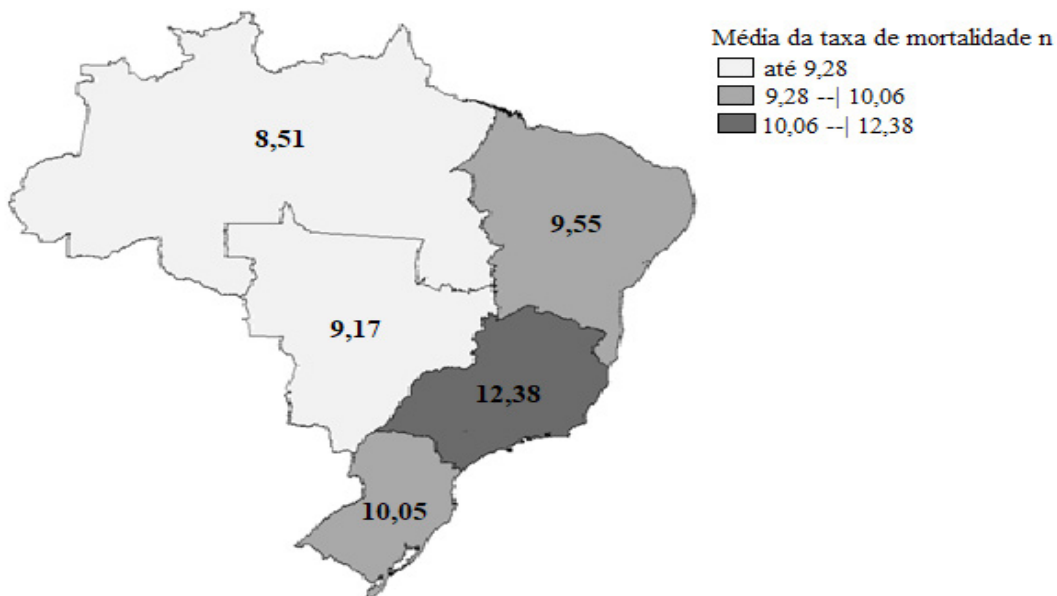 Média da taxa de mortalidade n
até 9,28
9,28 --| 10,06
10,06 --| 12,38
8,51
9,55
9,17
12,38
10,05